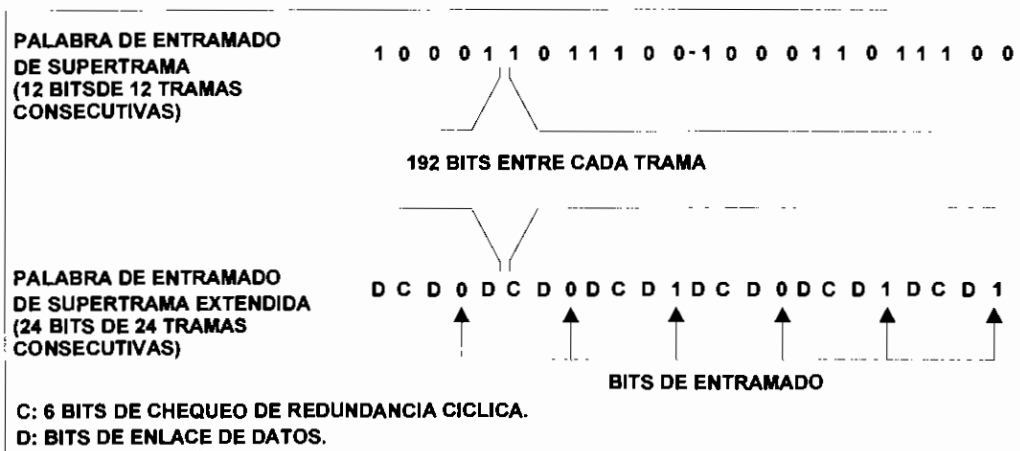 PALABRA DE ENTRAMADO
DE SUPERTRAMA
(12 BITSDE 12 TRAMAS
CONSECUTIVAS)
1 0 0 0 1 1 0 1 1 1 0 0 - 1 0 0 0 1 1 0 1 1 1 0 0
192 BITS ENTRE CADA TRAMA
PALABRA DE ENTRAMADO
DE SUPERTRAMA EXTENDIDA
(24 BITS DE 24 TRAMAS
CONSECUTIVAS)
D C D 0 D C D 0 D C D 1 D C D 0 D C D 1 D C D 1
BITS DE ENTRAMADO
C: 6 BITS DE CHEQUEO DE REDUNDANCIA CICLICA.
D: BITS DE ENLACE DE DATOS.